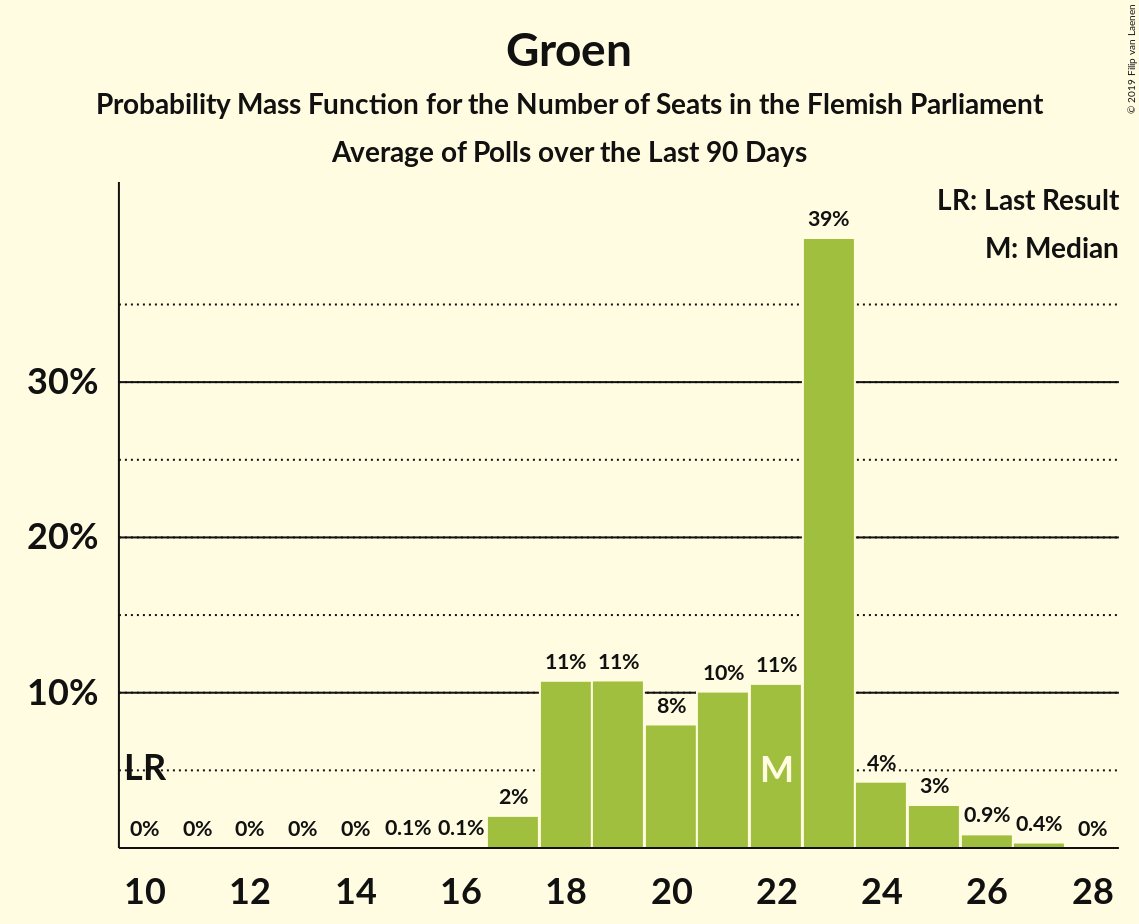 Groen
Probability Mass Function for the Number of Seats in the Flemish Parliament
Average of Polls over the Last 90 Days
© 2019 Filip van Laenen
LR: Last Result
M: Median
39%
30%
20%
11% 11% 8% 10% 11%
10%
LR
M
2% 4% 3%
0% 0% 0% 0% 0% 0.1% 0.1% 0.9% 0.4% 0%
10 12 14 16 18 20 22 24 26 28